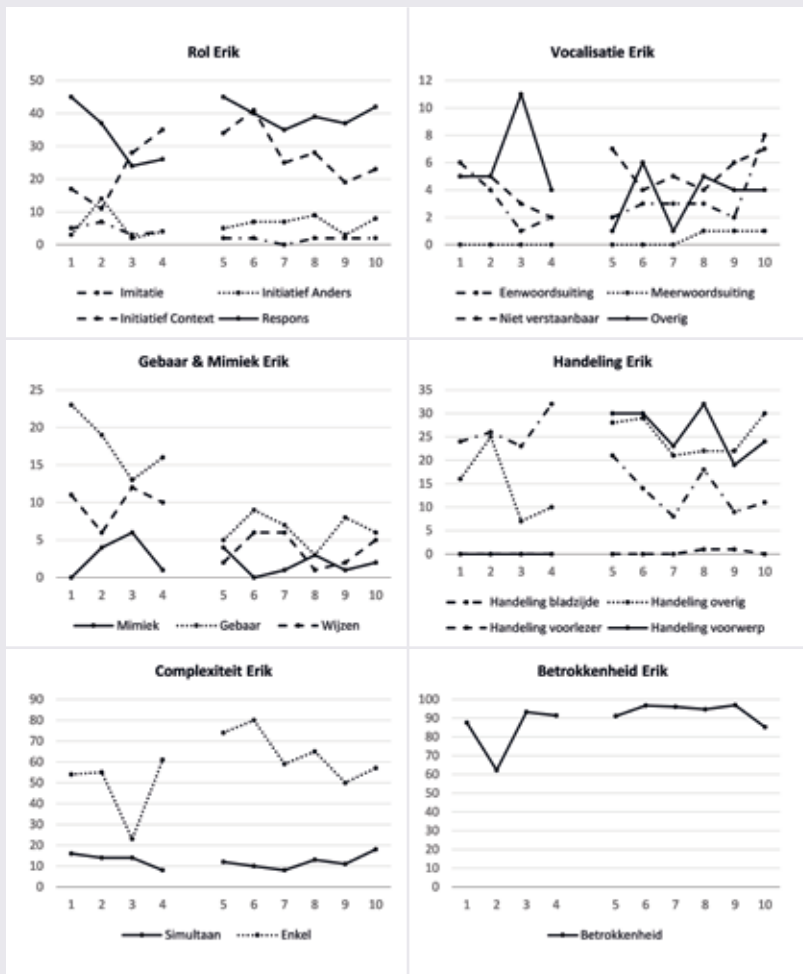 Rol Erik
50
40
30
20
10
0
1 2 3 4 5 6 7 8 9 10
Imitatie Initiatief Anders
Initiatief Context Respons
Vocalisatie Erik
12
10
8
6
4
2
0
1 2 3 4 5 6 7 8 9 10
Eenwoordsuiting Meerwoordsuiting
Niet verstaanbaar Overig
Gebaar & Mimiek Erik
25
20
15
10
5
0
1 2 3 4 5 6 7 8 9 10
Mimiek Gebaar Wijzen
Handeling Erik
35
30
25
20
15
10
5
0
1 2 3 4 5 6 7 8 9 10
Handeling bladzijde Handeling overig
Handeling voorlezer Handeling voorwerp
Complexiteit Erik
90
80
70
60
50
40
30
20
10
0
1 2 3 4 5 6 7 8 9 10
Simultaan Enkel
Betrokkenheid Erik
100
90
80
70
60
50
40
30
20
10
0
1 2 3 4 5 6 7 8 9 10
Betrokkenheid